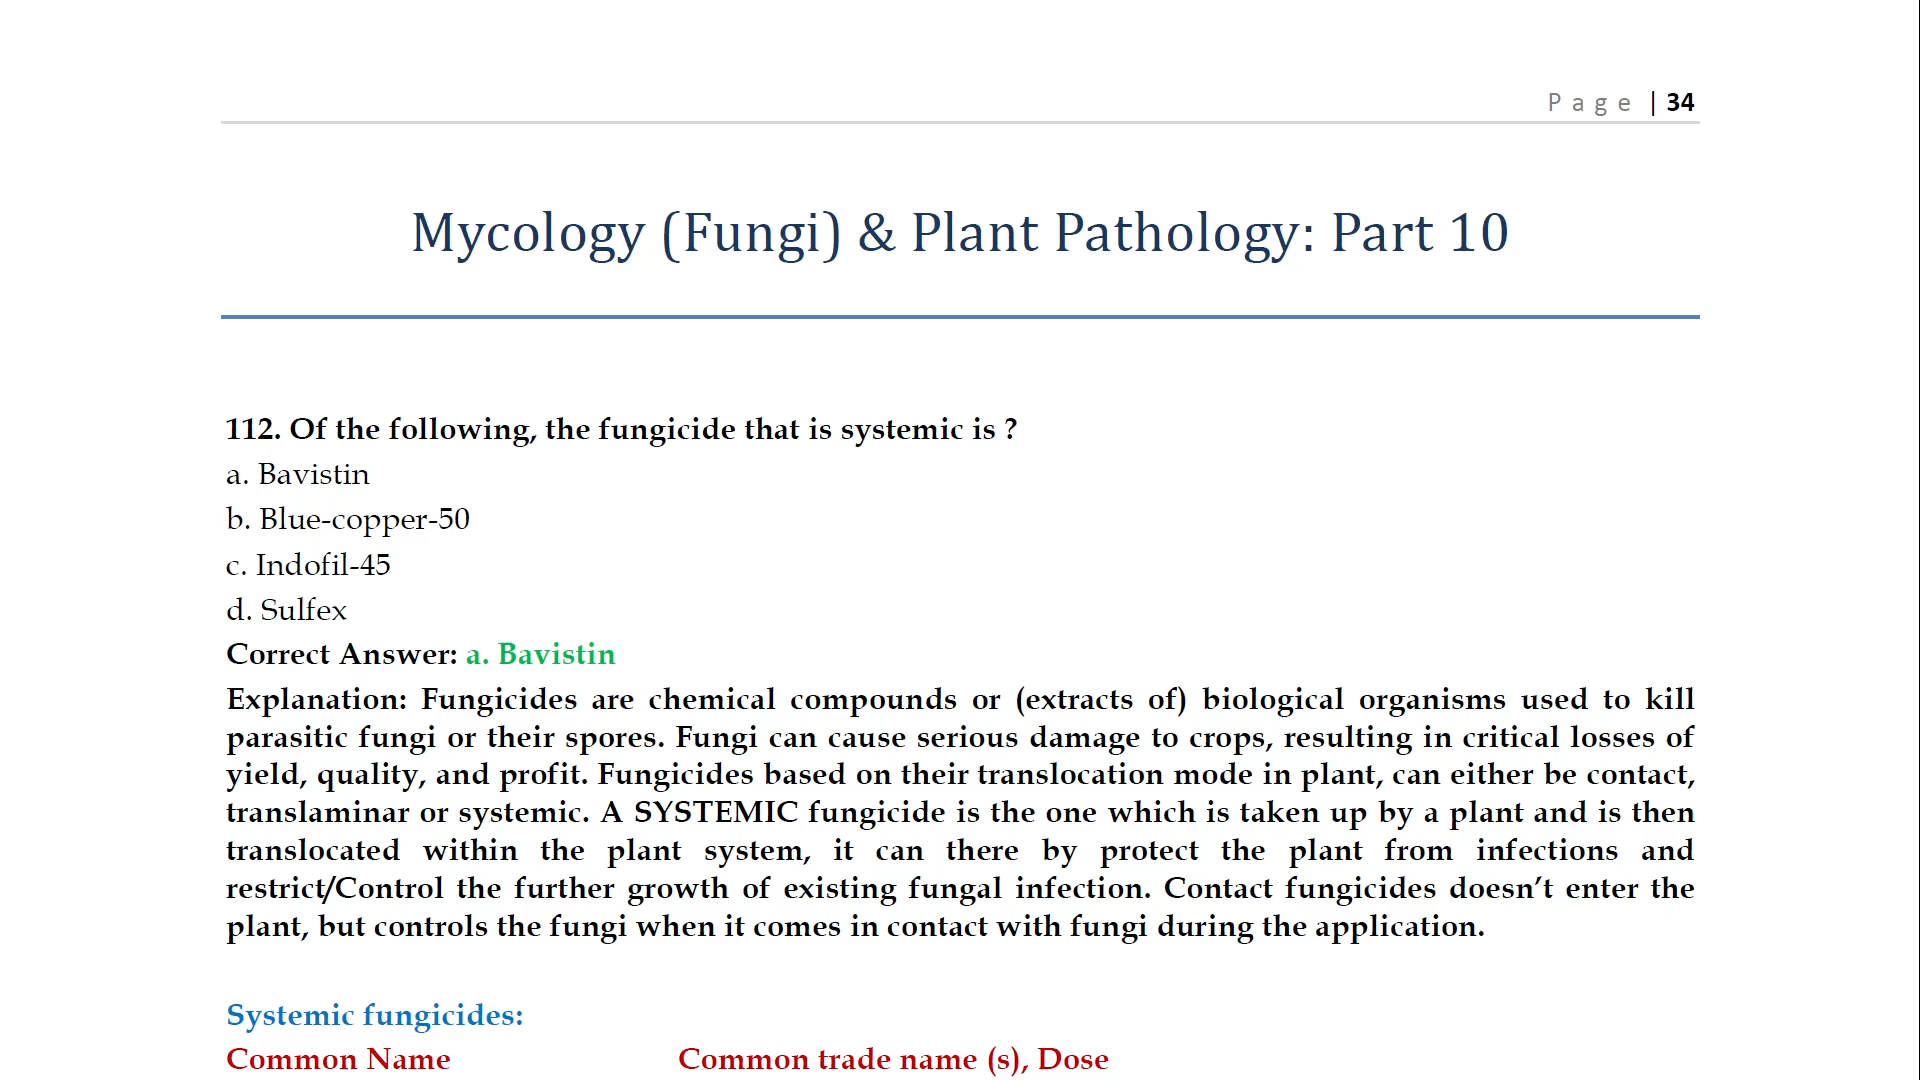 Page | 34
Mycology (Fungi) & Plant Pathology: Part 10
112. Of the following, the fungicide that is systemic is ?
a. Bavistin
b. Blue-copper-50
c. Indofil-45
d. Sulfex
Correct Answer: a. Bavistin
Explanation: Fungicides are chemical compounds or (extracts of) biological organisms used to kill
parasitic fungi or their spores. Fungi can cause serious damage to crops, resulting in critical losses of
yield, quality, and profit. Fungicides based on their translocation mode in plant, can either be contact,
translaminar or systemic. A SYSTEMIC fungicide is the one which is taken up by a plant and is then
translocated within the plant system, it can there by protect the plant from infections and
restrict/Control the further growth of existing fungal infection. Contact fungicides doesn’t enter the
plant, but controls the fungi when it comes in contact with fungi during the application.
Systemic fungicides:
Common Name Common trade name (s), Dose